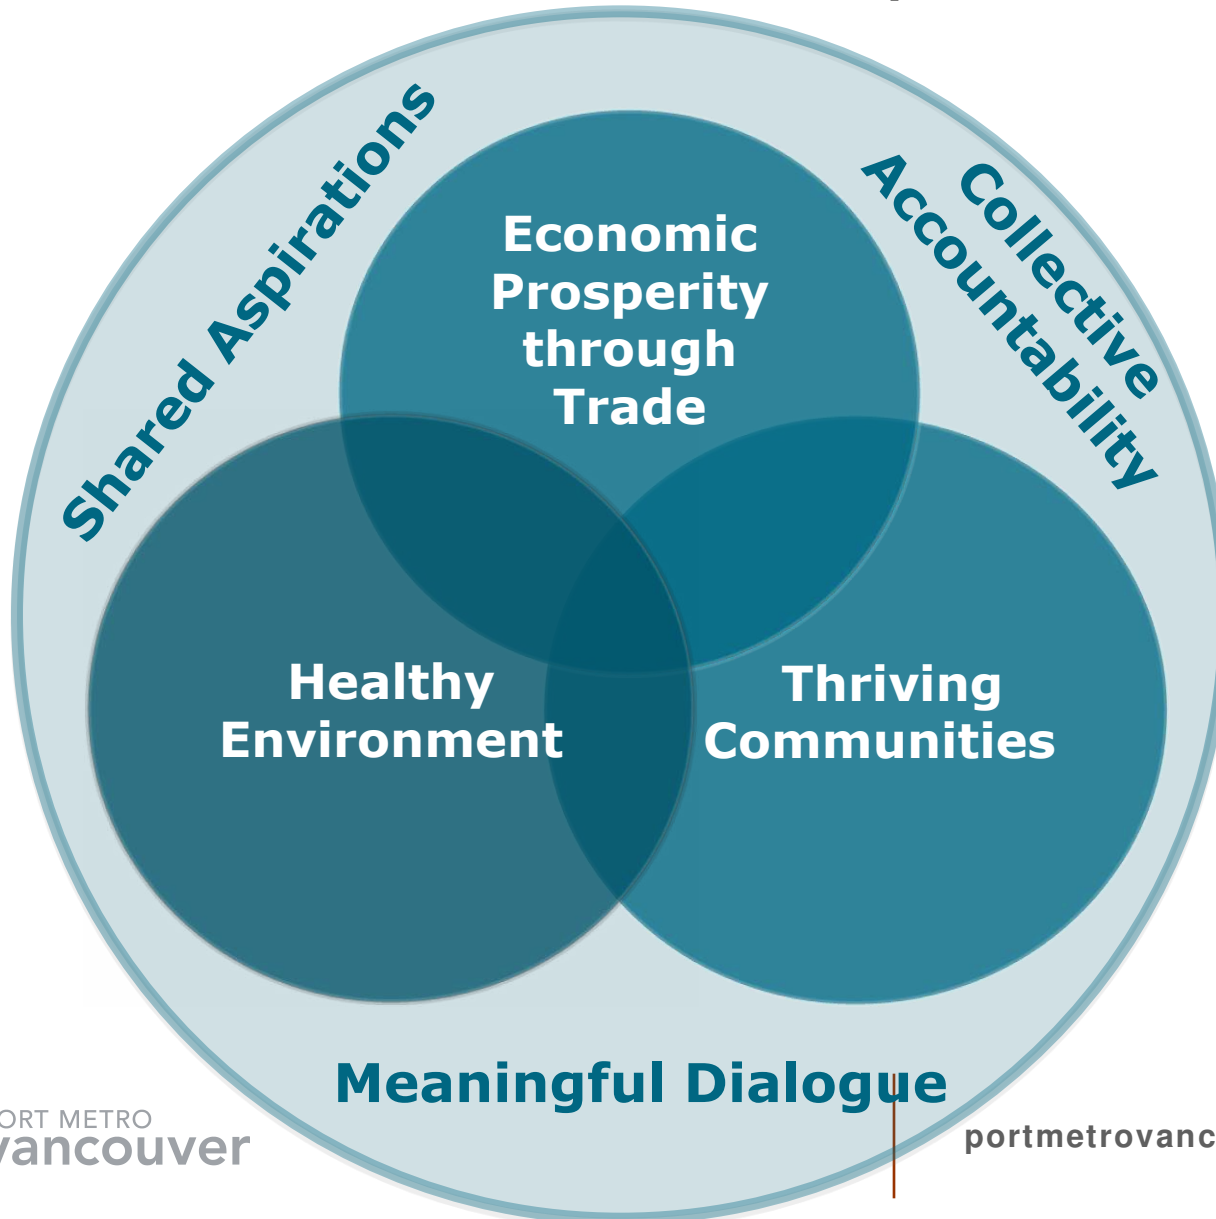 Shared Aspirations
Collective
Accountability
Economic
Prosperity
through
Trade
Healthy
Environment
Thriving
Communities
Meaningful Dialogue
ORT METRO
vancouver
portmetrovanc